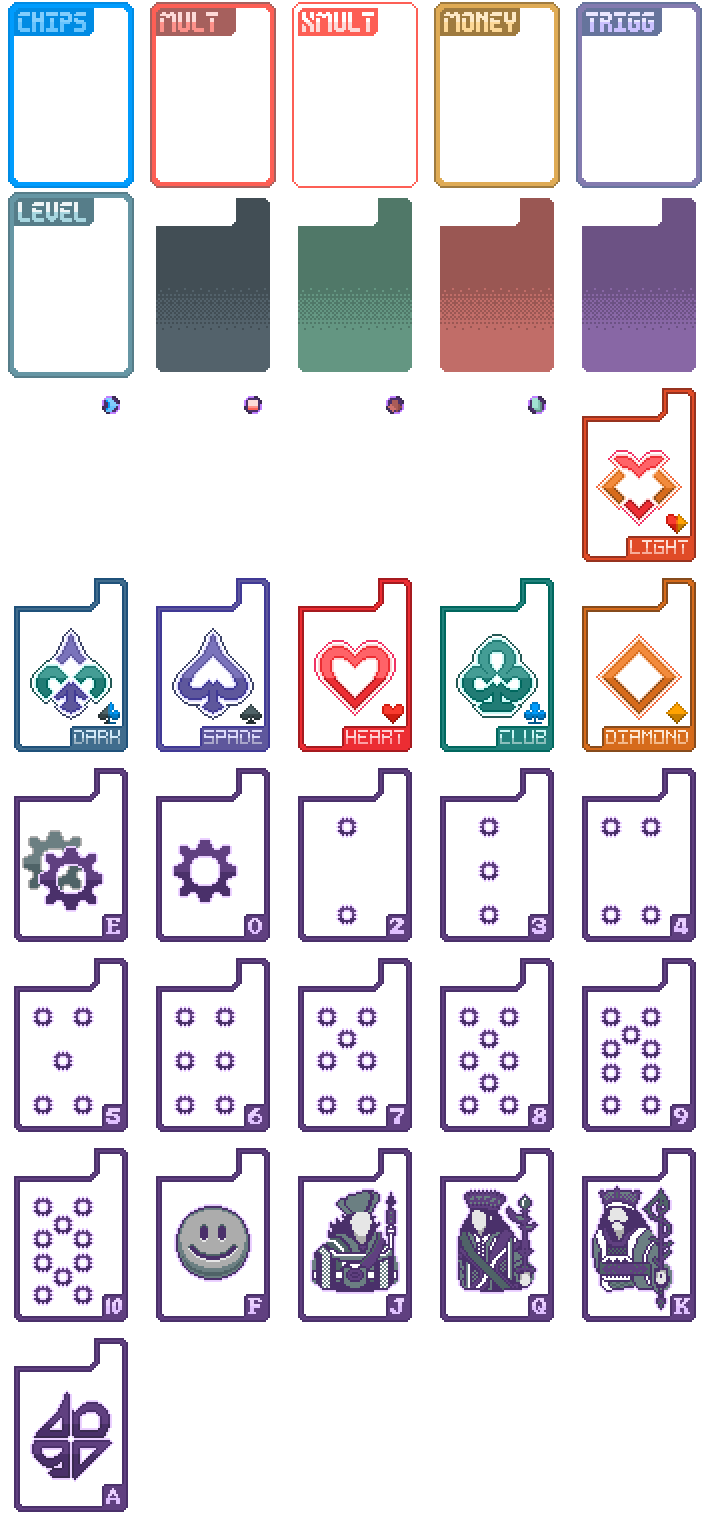 CHIPS MULT XMULT MONEY TRIGG
LEVEL
LIGHT
DARK SPADE HEART CLUB DIAMOND
E O 2 3 4
5 6 7 8 9
10 F J Q K
A